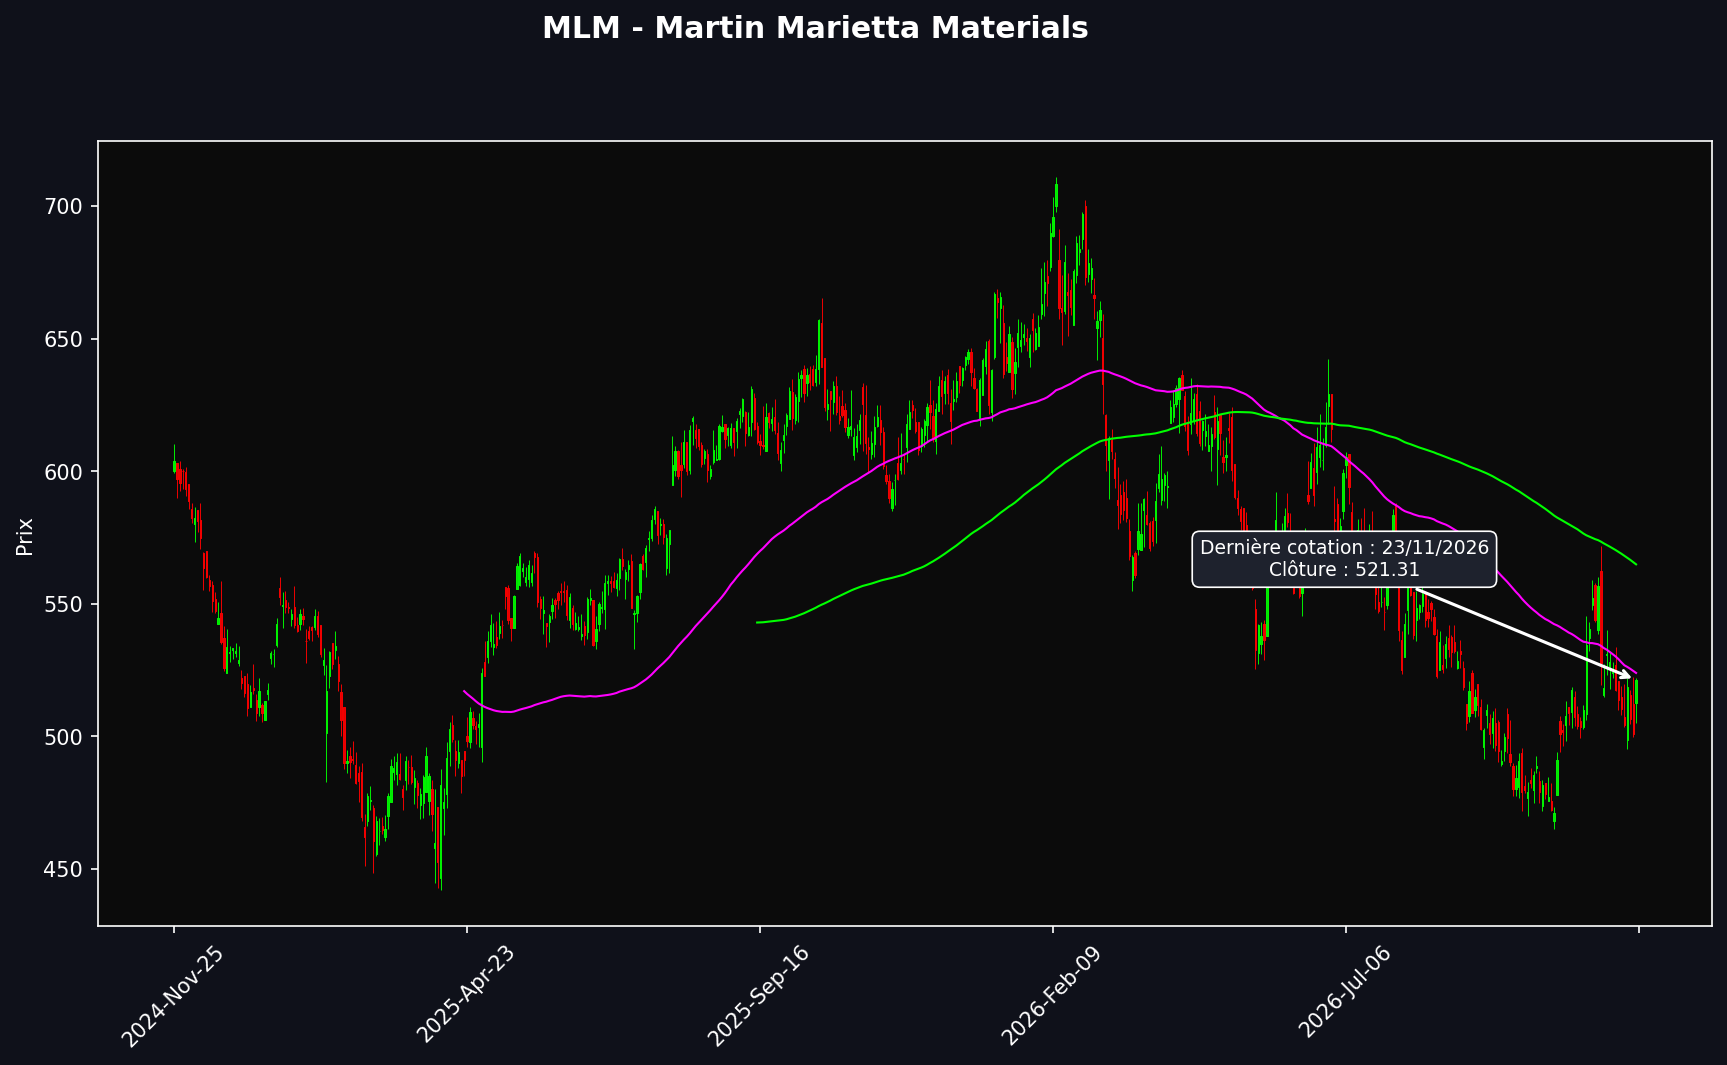 MLM - Martin Marietta Materials
Prix
700
650
600
550
500
450
Dernière cotation : 23/11/2026
Clôture : 521.31
2024-Nov-25
2025-Apr-23
2025-Sep-16
2026-Feb-09
2026-Jul-06